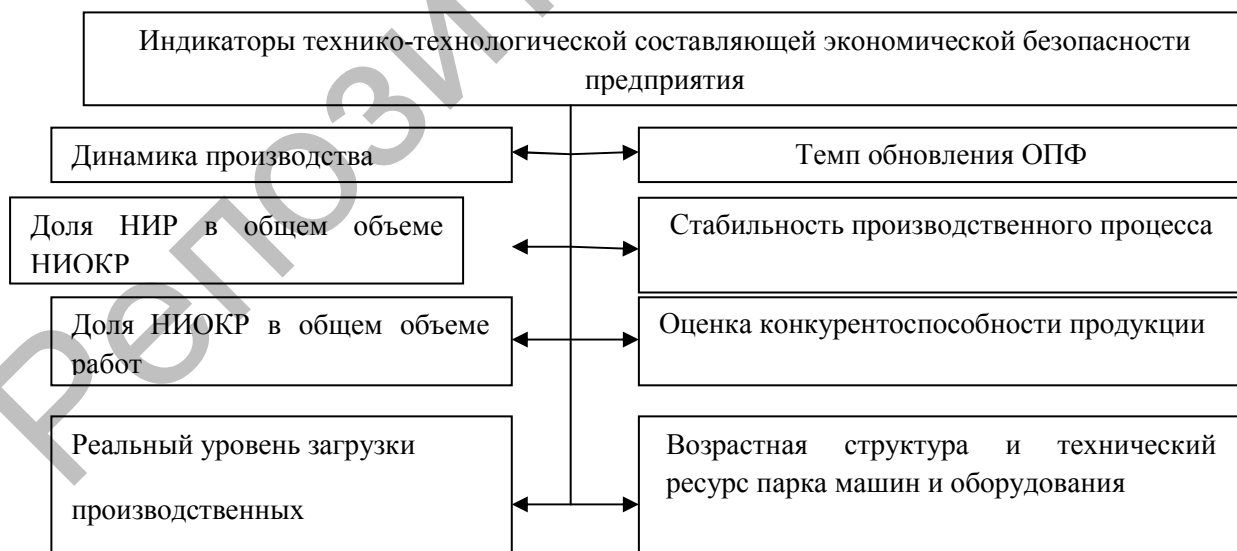 Индикаторы технико-технологической составляющей экономической безопасности
предприятия
Динамика производства
Темп обновления ОПФ
Доля НИР в общем объеме
НИОКР
Стабильность производственного процесса
Доля НИОКР в общем объеме
работ
Оценка конкурентоспособности продукции
Реальный уровень загрузки
производственных
Возрастная структура и технический
ресурс парка машин и оборудования
Репози